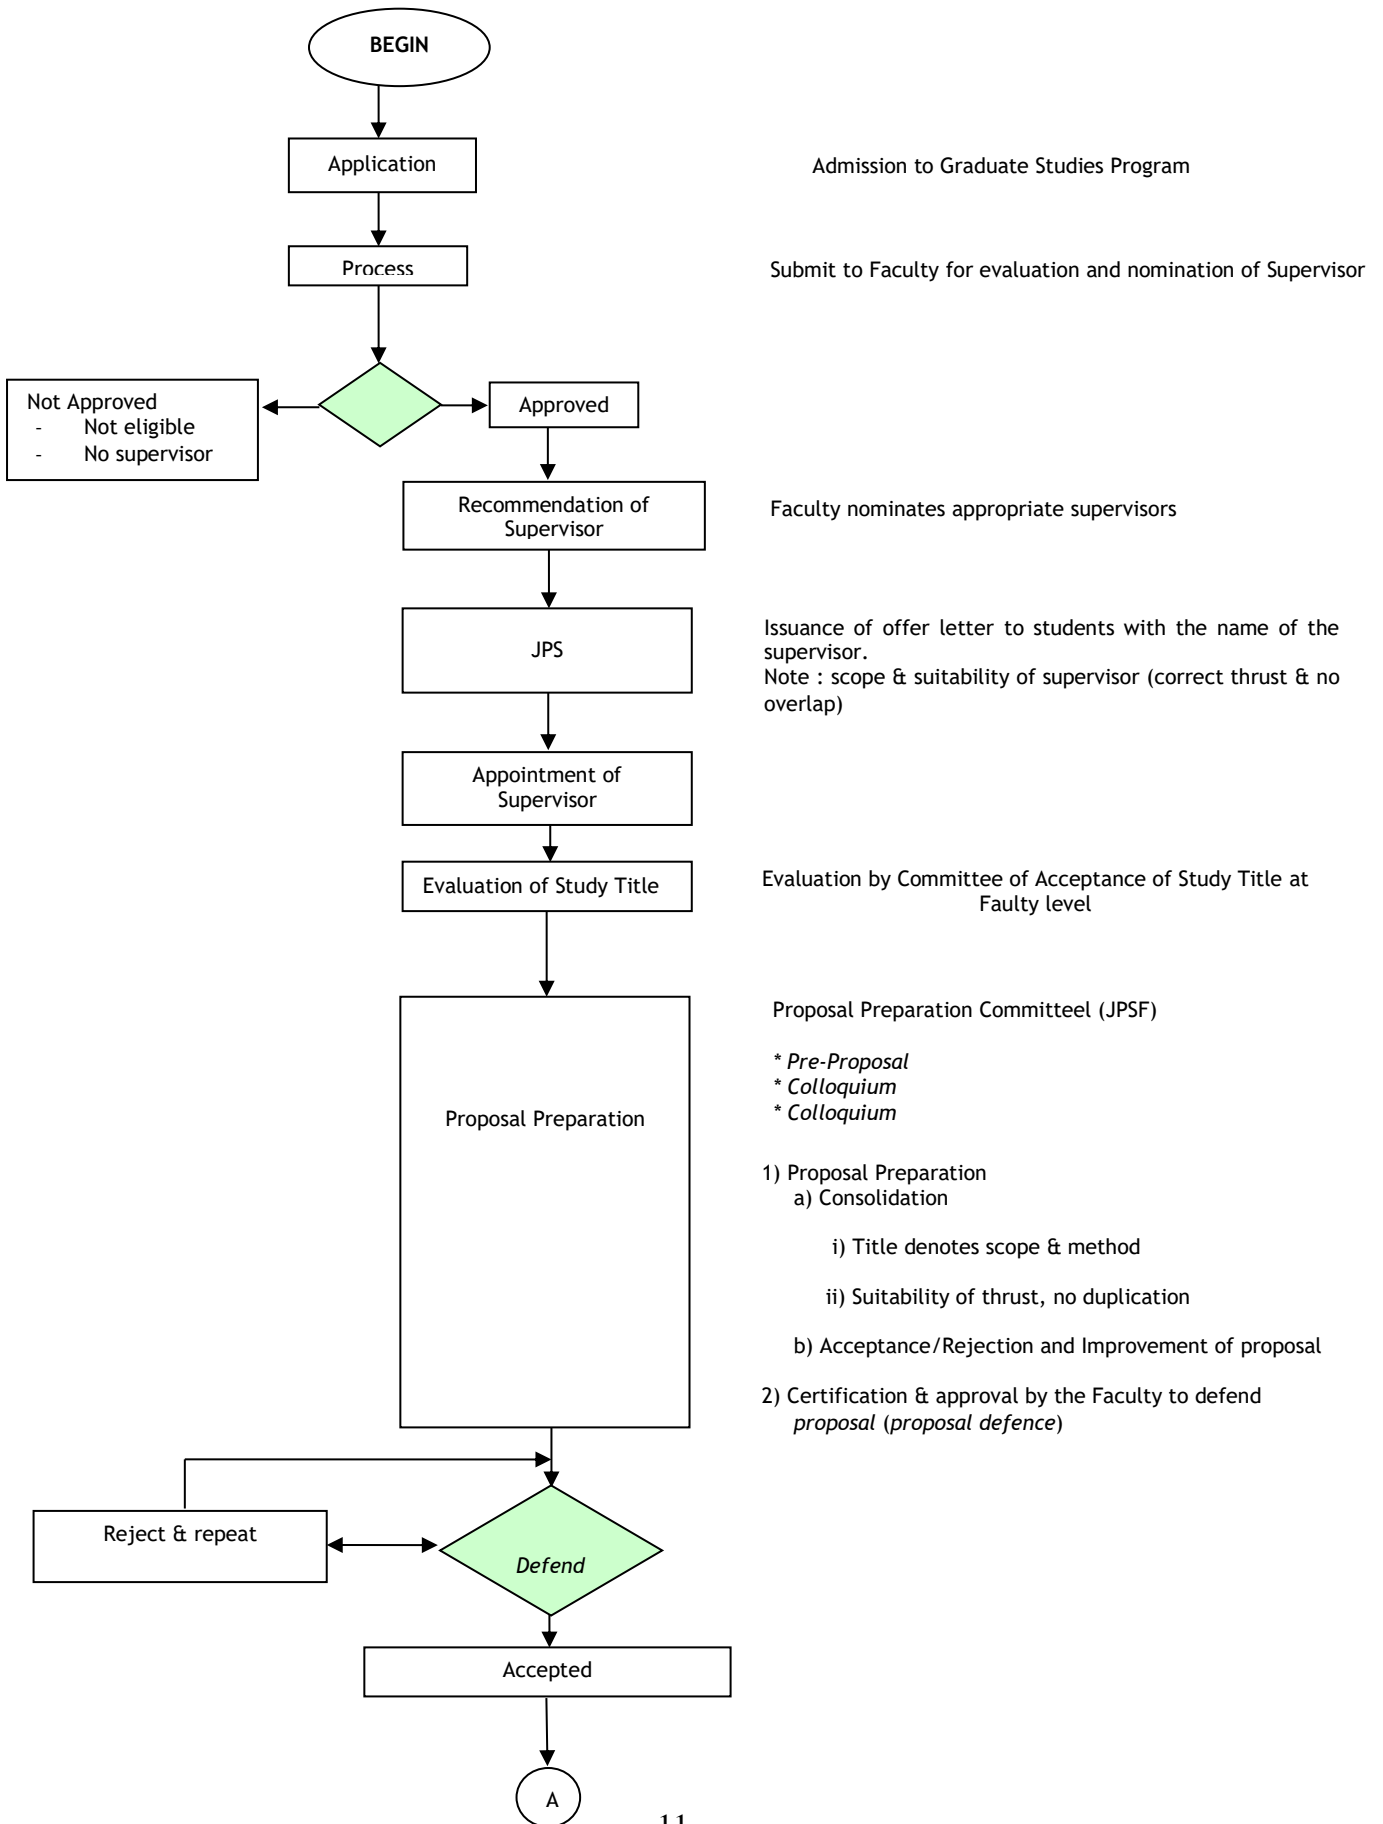 BEGIN
Application
Admission to Graduate Studies Program
Process
Submit to Faculty for evaluation and nomination of Supervisor
Not Approved
- Not eligible
- No supervisor
Approved
Recommendation of
Supervisor
Faculty nominates appropriate supervisors
JPS
Issuance of offer letter to students with the name of the
supervisor.
Note : scope & suitability of supervisor (correct thrust & no
overlap)
Appointment of
Supervisor
Evaluation of Study Title
Evaluation by Committee of Acceptance of Study Title at
Faulty level
Proposal Preparation
Proposal Preparation Committeel (JPSF)
* Pre-Proposal
* Colloquium
* Colloquium
1) Proposal Preparation
a) Consolidation
i) Title denotes scope & method
ii) Suitability of thrust, no duplication
b) Acceptance/Rejection and Improvement of proposal
2) Certification & approval by the Faculty to defend
proposal (proposal defence)
Reject & repeat
Defend
Accepted
A
11